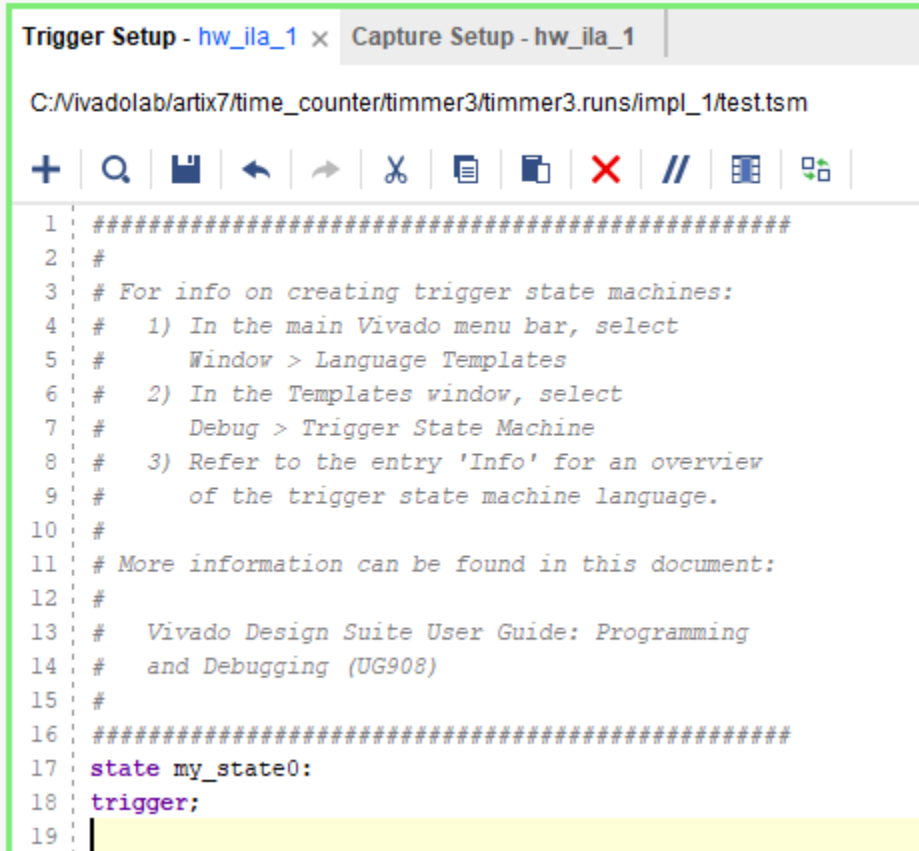 Trigger Setup - hw_ila_1 × Capture Setup - hw_ila_1
C:/Vivadolab/artix7/time_counter/timmer3/timmer3.runs/impl_1/test.tsm
1 ##################################################
2 #
3 # For info on creating trigger state machines:
4 #   1) In the main Vivado menu bar, select
5 #      Window > Language Templates
6 #   2) In the Templates window, select
7 #      Debug > Trigger State Machine
8 #   3) Refer to the entry 'Info' for an overview
9 #      of the trigger state machine language.
10 #
11 # More information can be found in this document:
12 #
13 #   Vivado Design Suite User Guide: Programming
14 #   and Debugging (UG908)
15 #
16 ##################################################
17 state my_state0:
18 trigger;
19